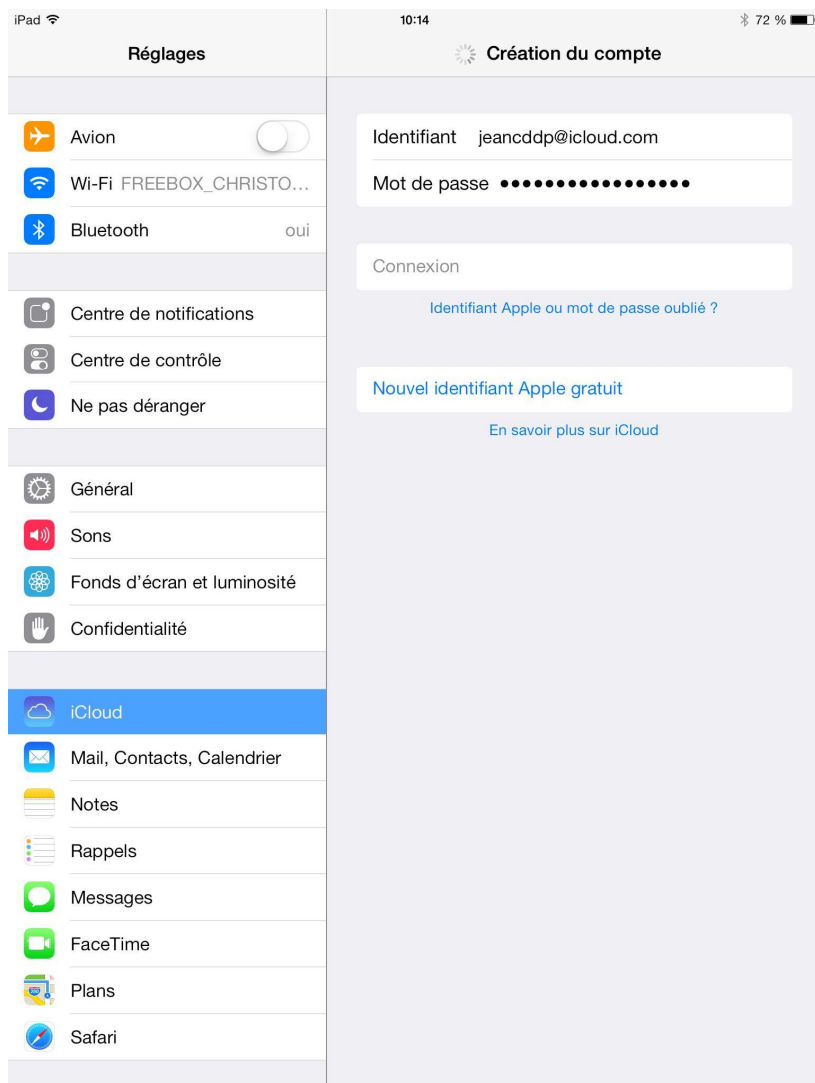 iPad
10:14
72 %
Réglages
Création du compte
Avion
Wi-Fi FREEBOX_CHRISTO...
Bluetooth oui
Centre de notifications
Centre de contrôle
Ne pas déranger
Général
Sons
Fonds d’écran et luminosité
Confidentialité
iCloud
Mail, Contacts, Calendrier
Notes
Rappels
Messages
FaceTime
Plans
Safari
Identifiant jeancddp@icloud.com
Mot de passe •••••••••••••••••
Connexion
Identifiant Apple ou mot de passe oublié ?
Nouvel identifiant Apple gratuit
En savoir plus sur iCloud